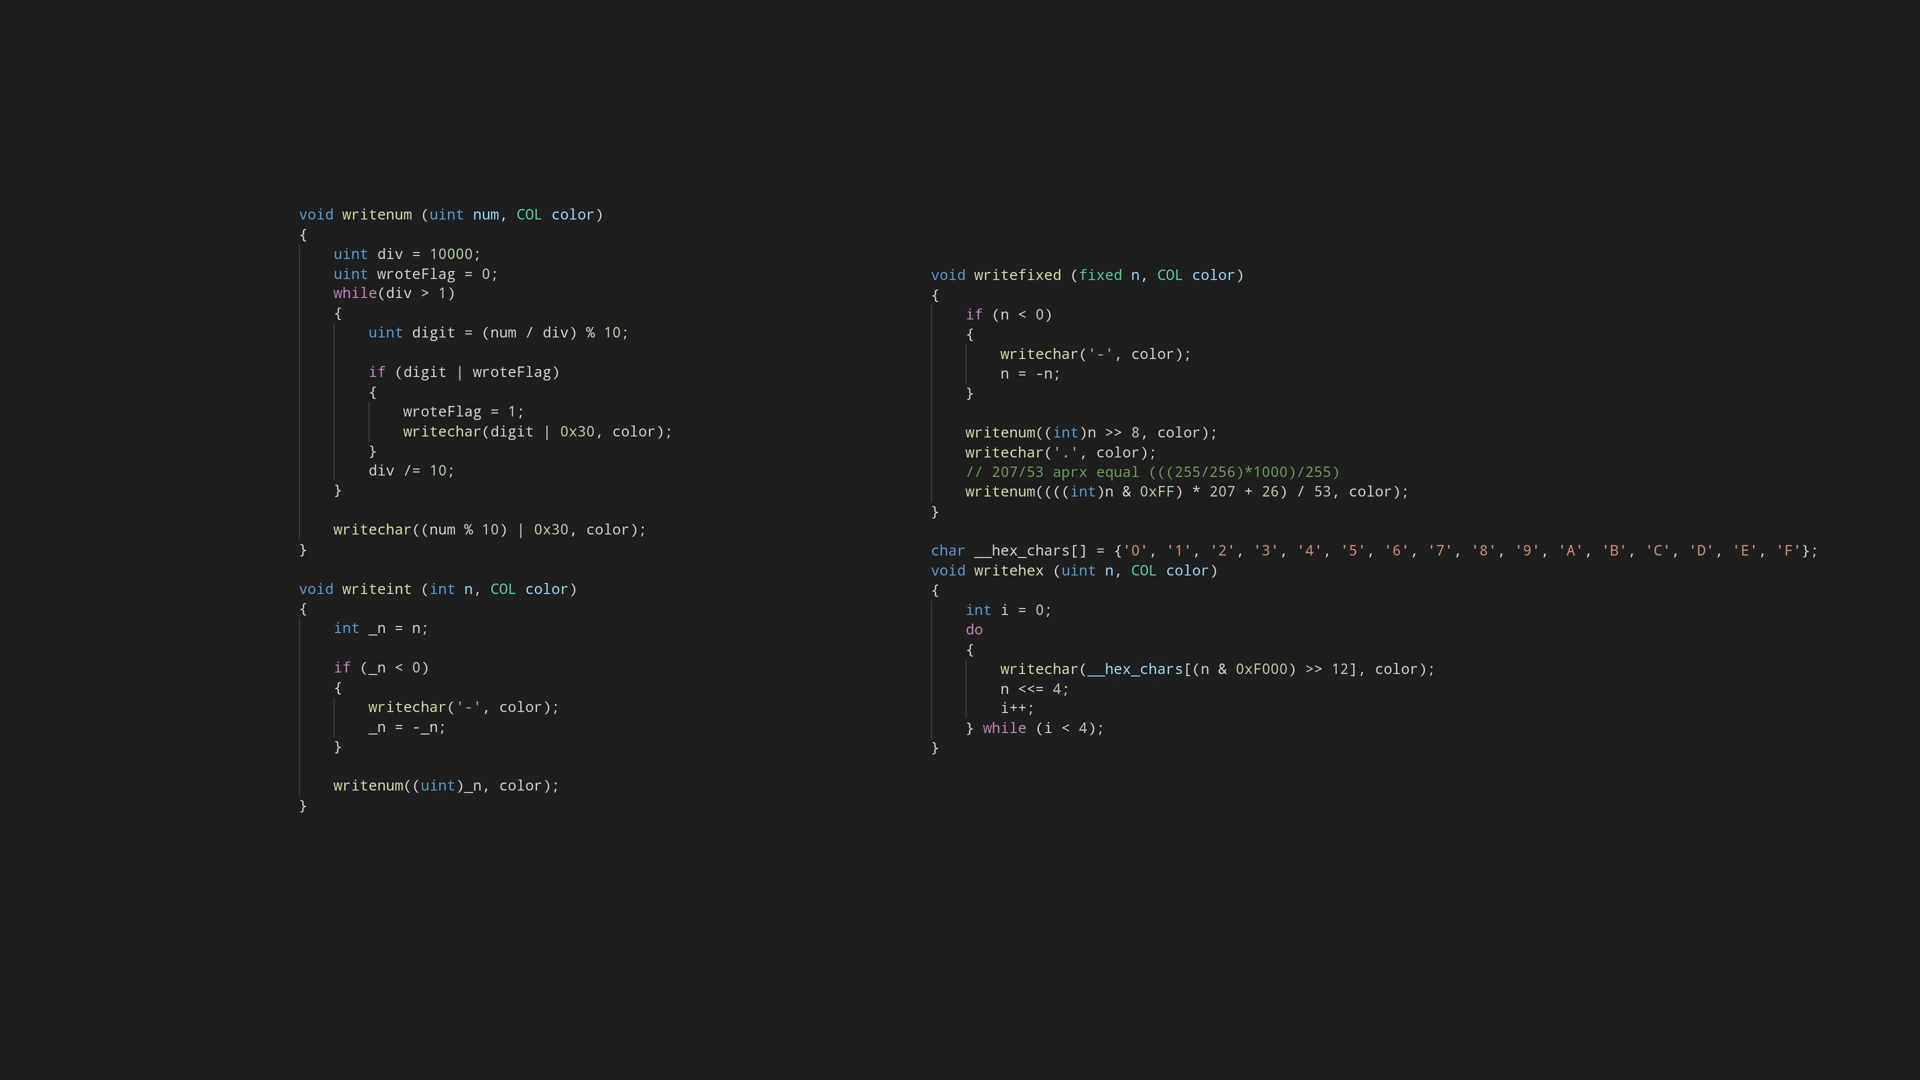 void writenum (uint num, COL color)
{
    uint div = 10000;
    uint wroteFlag = 0;
    while(div > 1)
    {
        uint digit = (num / div) % 10;

        if (digit | wroteFlag)
        {
            wroteFlag = 1;
            writechar(digit | 0x30, color);
        }
        div /= 10;
    }

    writechar((num % 10) | 0x30, color);
}

void writeint (int n, COL color)
{
    int _n = n;

    if (_n < 0)
    {
        writechar('-', color);
        _n = -_n;
    }

    writenum((uint)_n, color);
}

void writefixed (fixed n, COL color)
{
    if (n < 0)
    {
        writechar('-', color);
        n = -n;
    }

    writenum((int)n >> 8, color);
    writechar('.', color);
    // 207/53 aprx equal (((255/256)*1000)/255)
    writenum((((int)n & 0xFF) * 207 + 26) / 53, color);
}

char __hex_chars[] = {'0', '1', '2', '3', '4', '5', '6', '7', '8', '9', 'A', 'B', 'C', 'D', 'E', 'F'};
void writehex (uint n, COL color)
{
    int i = 0;
    do
    {
        writechar(__hex_chars[(n & 0xF000) >> 12], color);
        n <<= 4;
        i++;
    } while (i < 4);
}